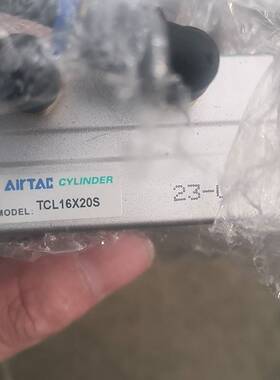 AIRTAC CYLINDER
MODEL: TCL16X20S
23-